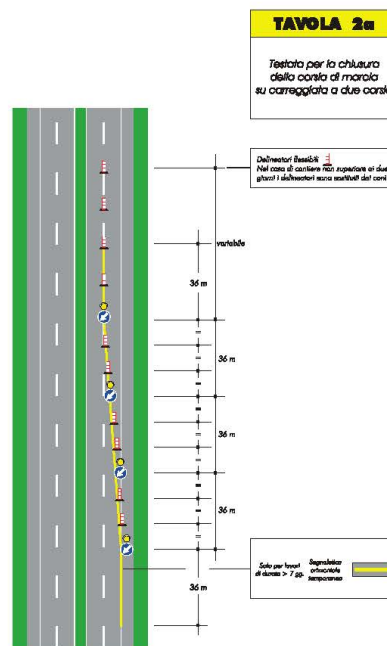 TAVOLA 2a
Testata per la chiusura
della corsia di marcia
su carreggiata a due corsie
Delineatori flessibili
Nel caso di cantiere non superiore ai due
giorni i delineatori sono sostituiti dai coni
variabile
36 m
36 m
36 m
36 m
36 m
Solo per lavori
di durata > 7 gg.
Segnaletica
orizzontale
temporanea